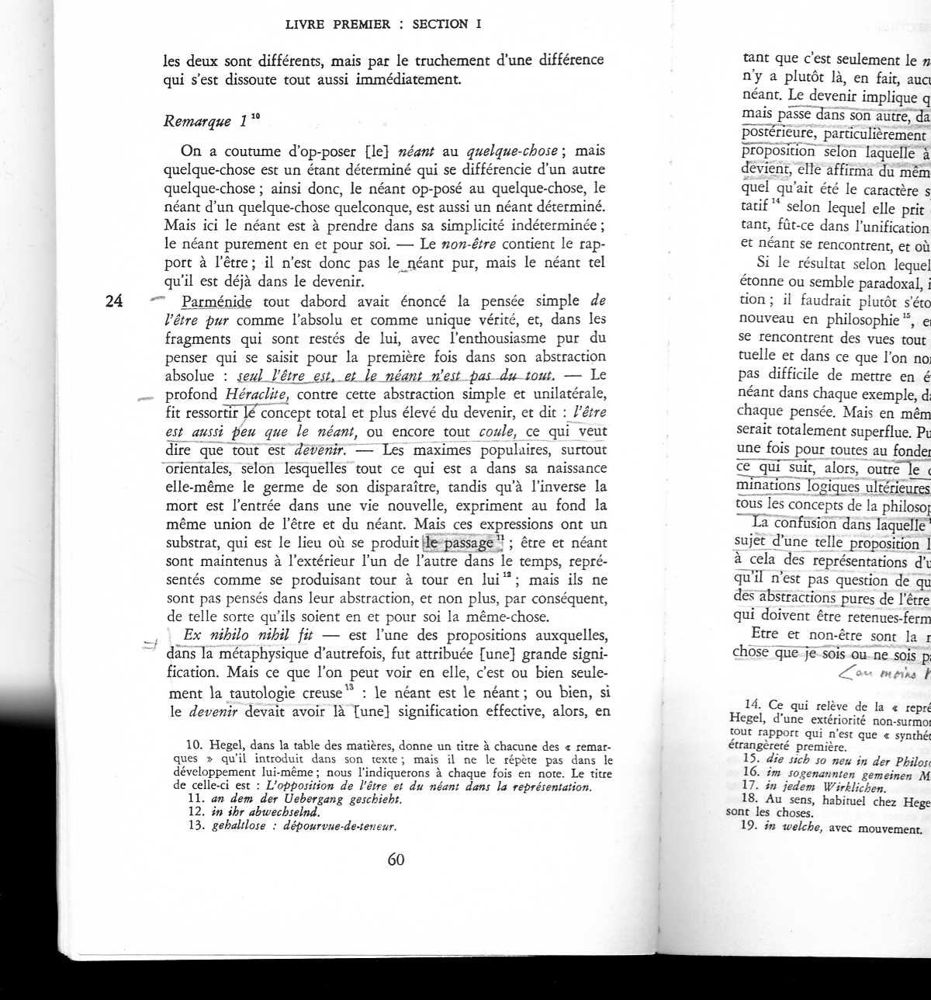 LIVRE PREMIER : SECTION I
les deux sont différents, mais par le truchement d'une différence
qui s'est dissoute tout aussi immédiatement.
Remarque 1 10
On a coutume d'op-poser [le] néant au quelque-chose ; mais
quelque-chose est un étant déterminé qui se différencie d'un autre
quelque-chose ; ainsi donc, le néant op-posé au quelque-chose, le
néant d'un quelque-chose quelconque, est aussi un néant déterminé.
Mais ici le néant est à prendre dans sa simplicité indéterminée ;
le néant purement en et pour soi. — Le non-être contient le rap-
port à l'être ; il n'est donc pas le néant pur, mais le néant tel
qu'il est déjà dans le devenir.
24
Parménide tout dabord avait énoncé la pensée simple de
l'être pur comme l'absolu et comme unique vérité, et, dans les
fragments qui sont restés de lui, avec l'enthousiasme pur du
penser qui se saisit pour la première fois dans son abstraction
absolue : seul l'être est, et le néant n'est pas du tout. — Le
profond Héraclite, contre cette abstraction simple et unilatérale,
fit ressortir le concept total et plus élevé du devenir, et dit : l'être
est aussi peu que le néant, ou encore tout coule, ce qui veut
dire que tout est devenir. — Les maximes populaires, surtout
orientales, selon lesquelles tout ce qui est a dans sa naissance
elle-même le germe de son disparaître, tandis qu'à l'inverse la
mort est l'entrée dans une vie nouvelle, expriment au fond la
même union de l'être et du néant. Mais ces expressions ont un
substrat, qui est le lieu où se produit le passage 11 ; être et néant
sont maintenus à l'extérieur l'un de l'autre dans le temps, repré-
sentés comme se produisant tour à tour en lui 12 ; mais ils ne
sont pas pensés dans leur abstraction, et non plus, par conséquent,
de telle sorte qu'ils soient en et pour soi la même-chose.
Ex nihilo nihil fit — est l'une des propositions auxquelles,
dans la métaphysique d'autrefois, fut attribuée [une] grande signi-
fication. Mais ce que l'on peut voir en elle, c'est ou bien seule-
ment la tautologie creuse 13 : le néant est le néant ; ou bien, si
le devenir devait avoir là [une] signification effective, alors, en
10. Hegel, dans la table des matières, donne un titre à chacune des « remar-
ques » qu'il introduit dans son texte ; mais il ne le répète pas dans le
développement lui-même ; nous l'indiquerons à chaque fois en note. Le titre
de celle-ci est : L'opposition de l'être et du néant dans la représentation.
11. an dem der Uebergang geschieht.
12. in ihr abwechselnd.
13. gehaltlose : dépourvue-de-teneur.
60
tant que c'est seulement le
n'y a plutôt là, en fait,
néant. Le devenir implique
mais passe dans son autre,
postérieure, particulièrement
proposition selon laquelle
devient, elle affirma du
quel qu'ait été le caractère
tatif 14 selon lequel elle prit
tant, fût-ce dans l'unification
et néant se rencontrent, et où
Si le résultat selon
étonne ou semble paradoxal,
tion ; il faudrait plutôt
nouveau en philosophie 15,
se rencontrent des vues tout
tuelle et dans ce que l'on
pas difficile de mettre en
néant dans chaque exemple,
chaque pensée. Mais en
serait totalement superflue.
une fois pour toutes au
ce qui suit, alors, outre le
minations logiques ultérieures
tous les concepts de la
La confusion dans laquelle
sujet d'une telle proposition
à cela des représentations
qu'il n'est pas question de
des abstractions pures de l'être
qui doivent être
Etre et non-être sont la
chose que je sois ou ne sois
au moins
14. Ce qui relève de la «
Hegel, d'une extériorité
tout rapport qui n'est que «
étrangèreté première.
15. die sich so neu in der
16. im sogenannten gemeinen
17. in jedem Wirklichen.
18. Au sens, habituel chez
sont les choses.
19. in welche, avec mouvement.